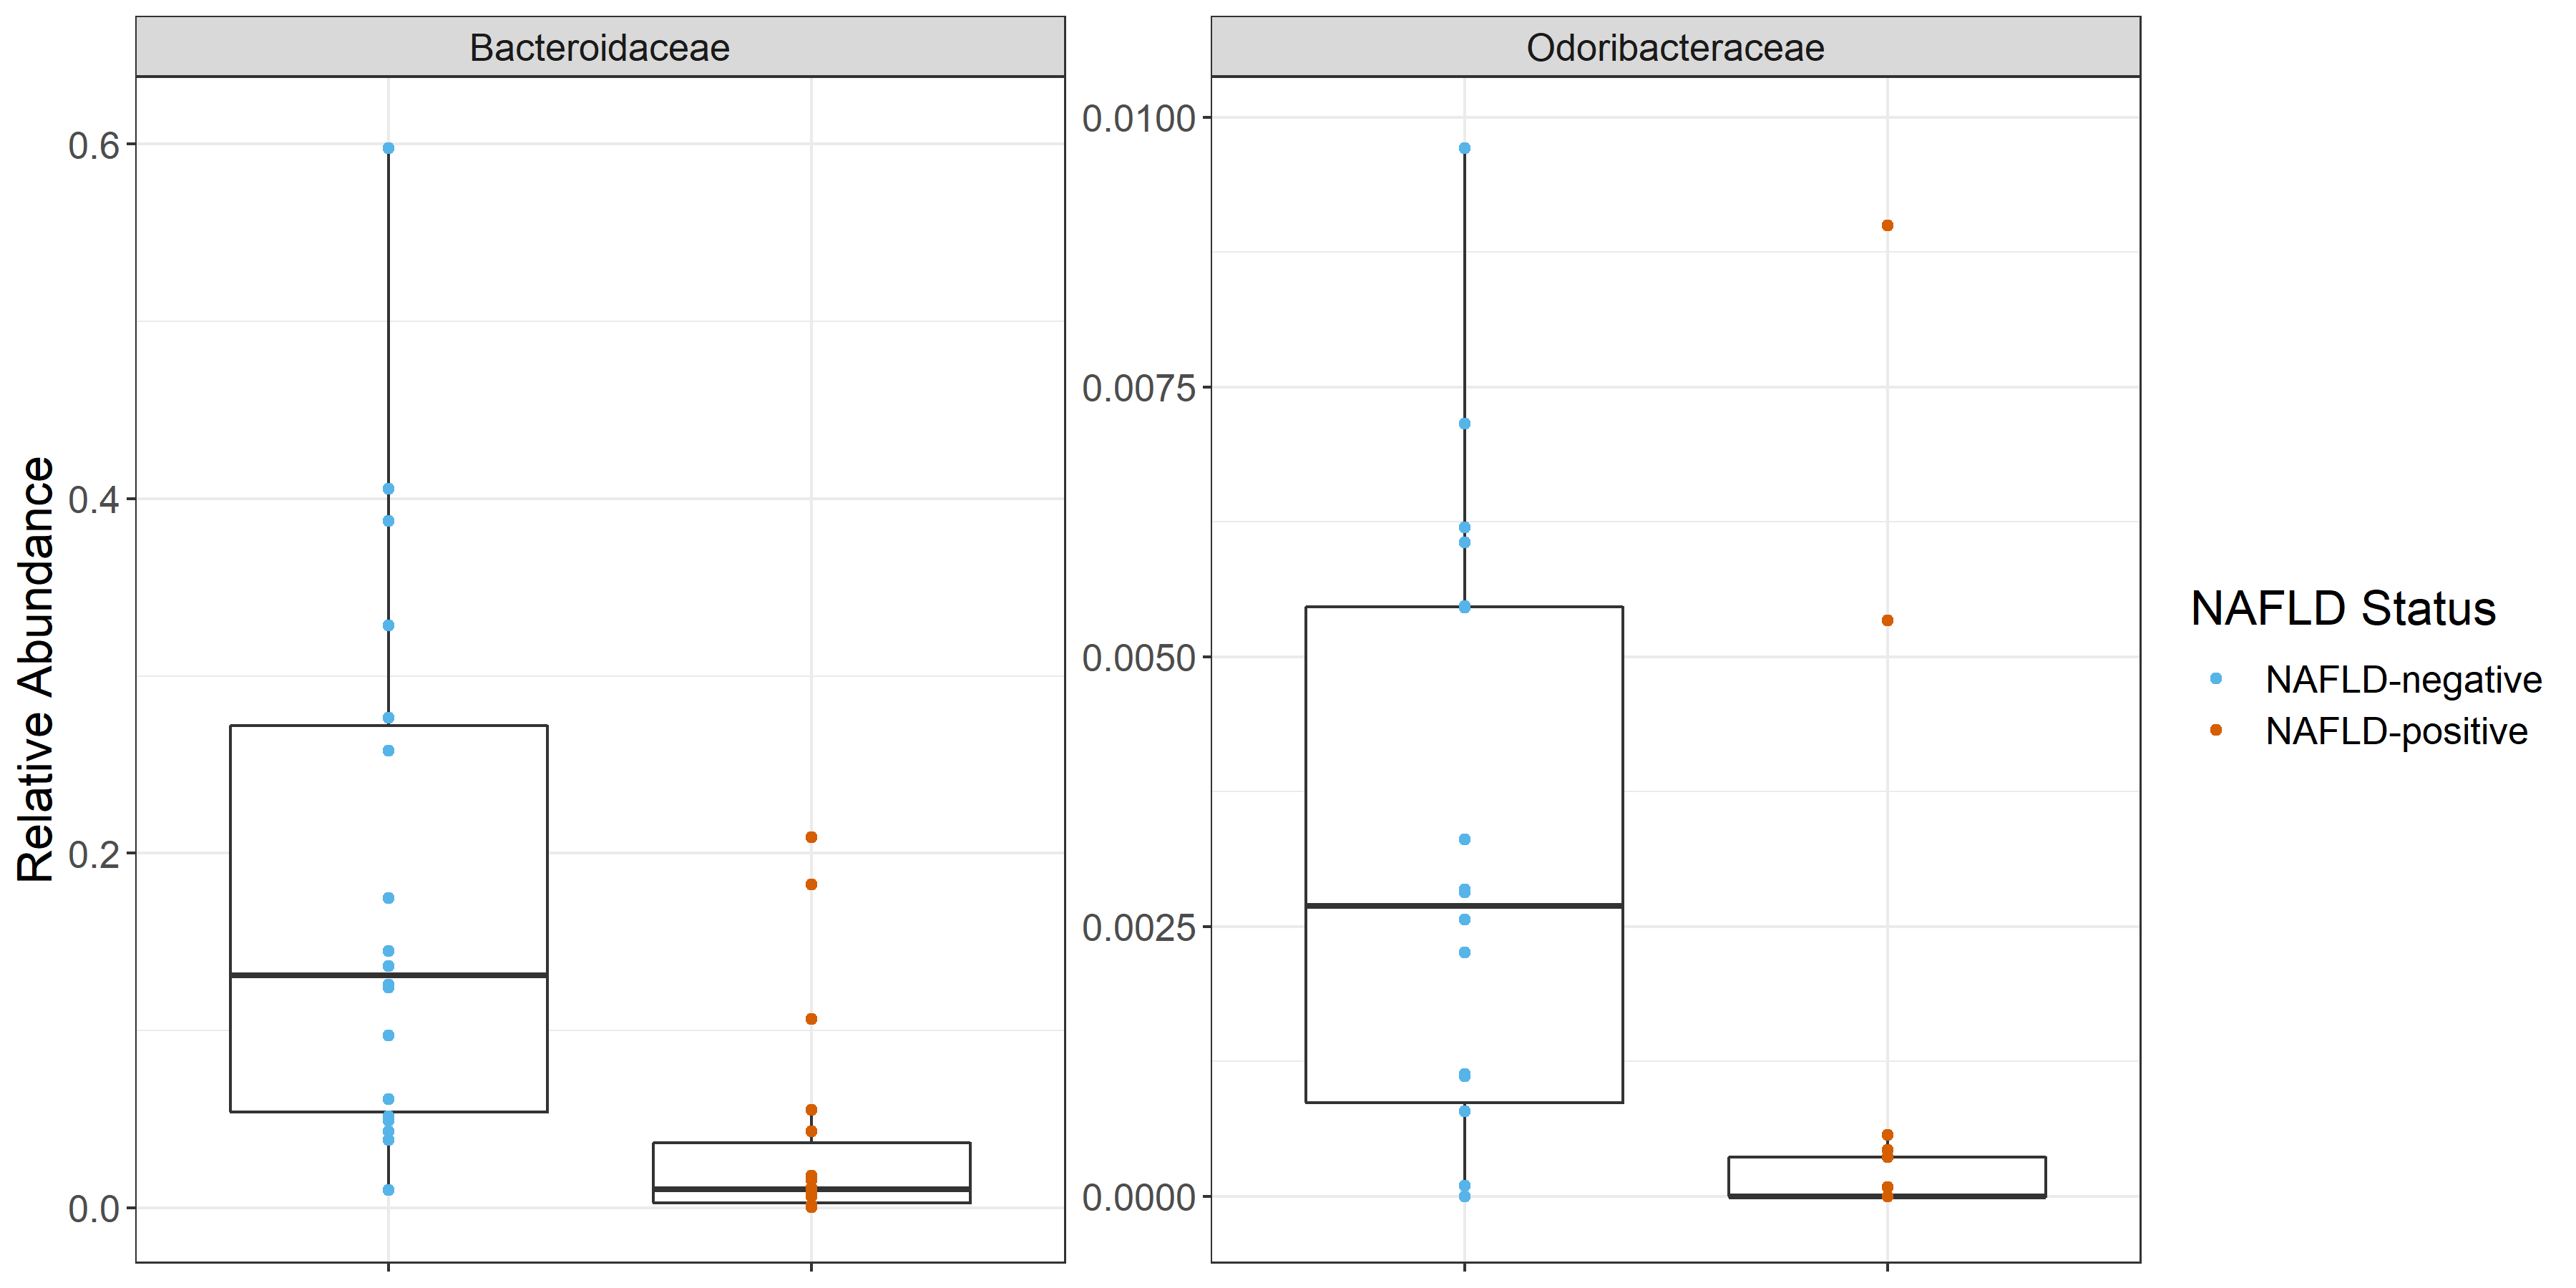 Bacteroidaceae
Odoribacteraceae
Relative Abundance
0.6
0.4
0.2
0.0
0.0100
0.0075
0.0050
0.0025
0.0000
NAFLD Status
NAFLD-negative
NAFLD-positive